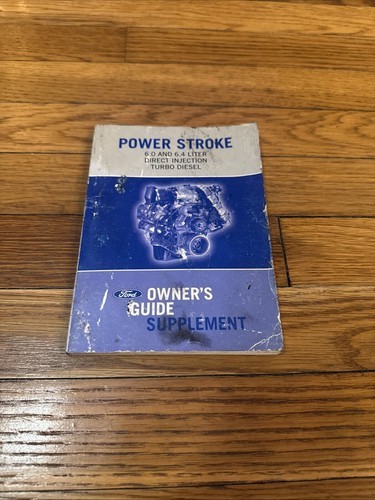 POWER STROKE
6.0 AND 6.4 LITER
DIRECT INJECTION
TURBO DIESEL
Ford
OWNER'S
GUIDE
SUPPLEMENT